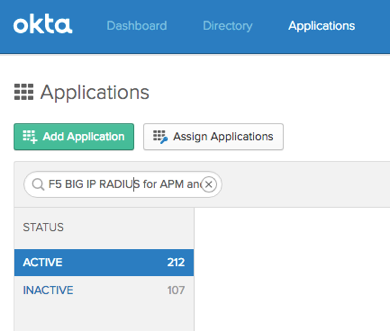 okta
Dashboard Directory Applications
Applications
Add Application Assign Applications
F5 BIG IP RADIUS for APM and
STATUS
ACTIVE 212
INACTIVE 107